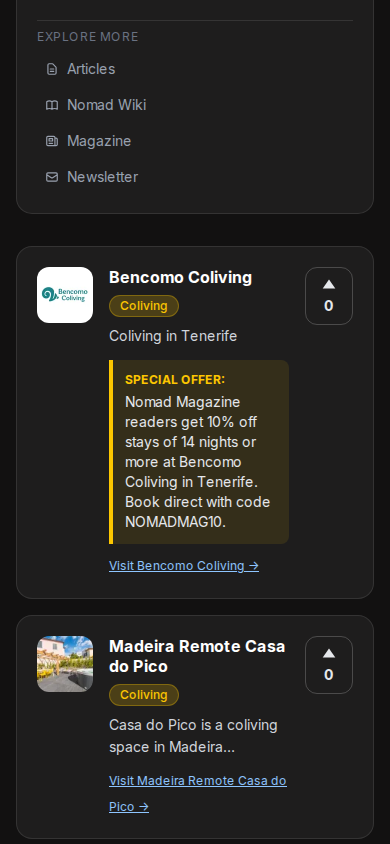 EXPLORE MORE
Articles
Nomad Wiki
Magazine
Newsletter
Bencomo
Coliving
Bencomo Coliving
Coliving
Coliving in Tenerife
SPECIAL OFFER:
Nomad Magazine
readers get 10% off
stays of 14 nights or
more at Bencomo
Coliving in Tenerife.
Book direct with code
NOMADMAG10.
Visit Bencomo Coliving →
▲
0
Madeira Remote Casa
do Pico
Coliving
Casa do Pico is a coliving
space in Madeira...
Visit Madeira Remote Casa do
Pico →
▲
0